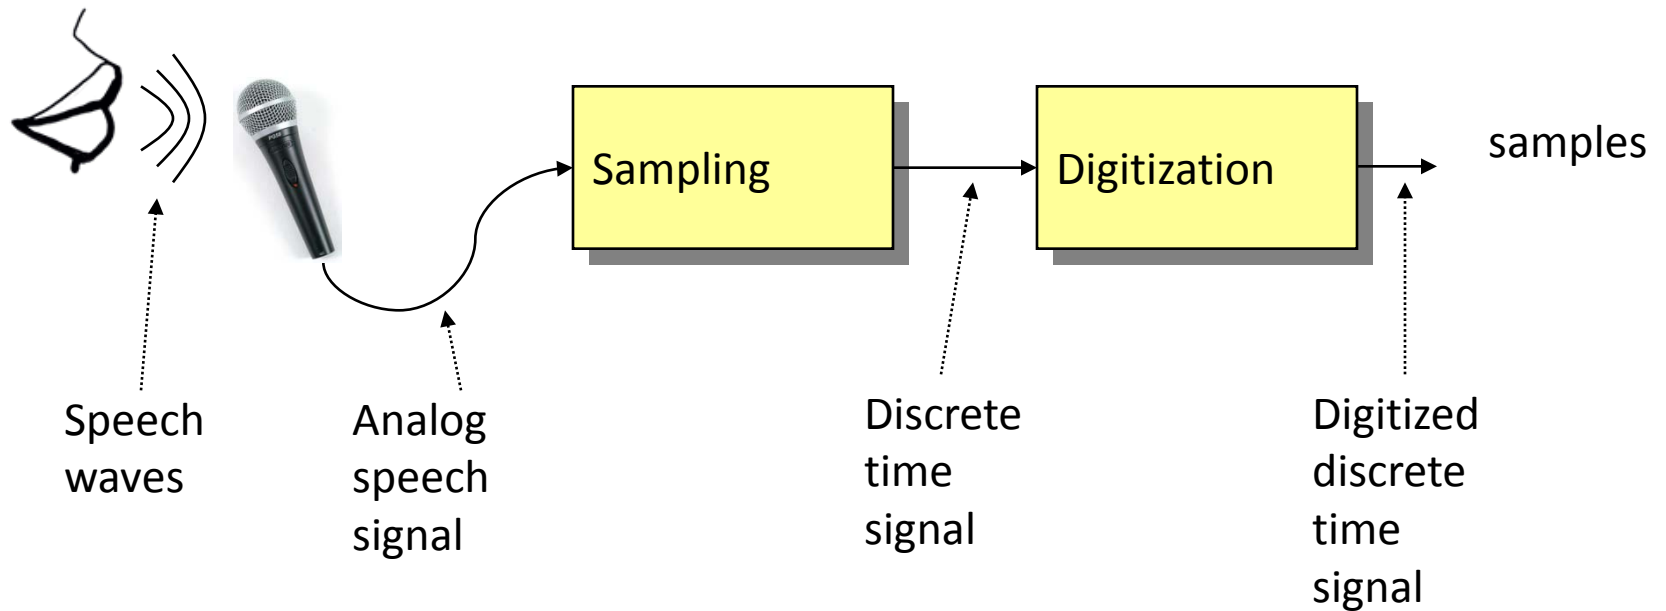 Sampling
Digitization
samples
Speech
waves
Analog
speech
signal
Discrete
time
signal
Digitized
discrete
time
signal